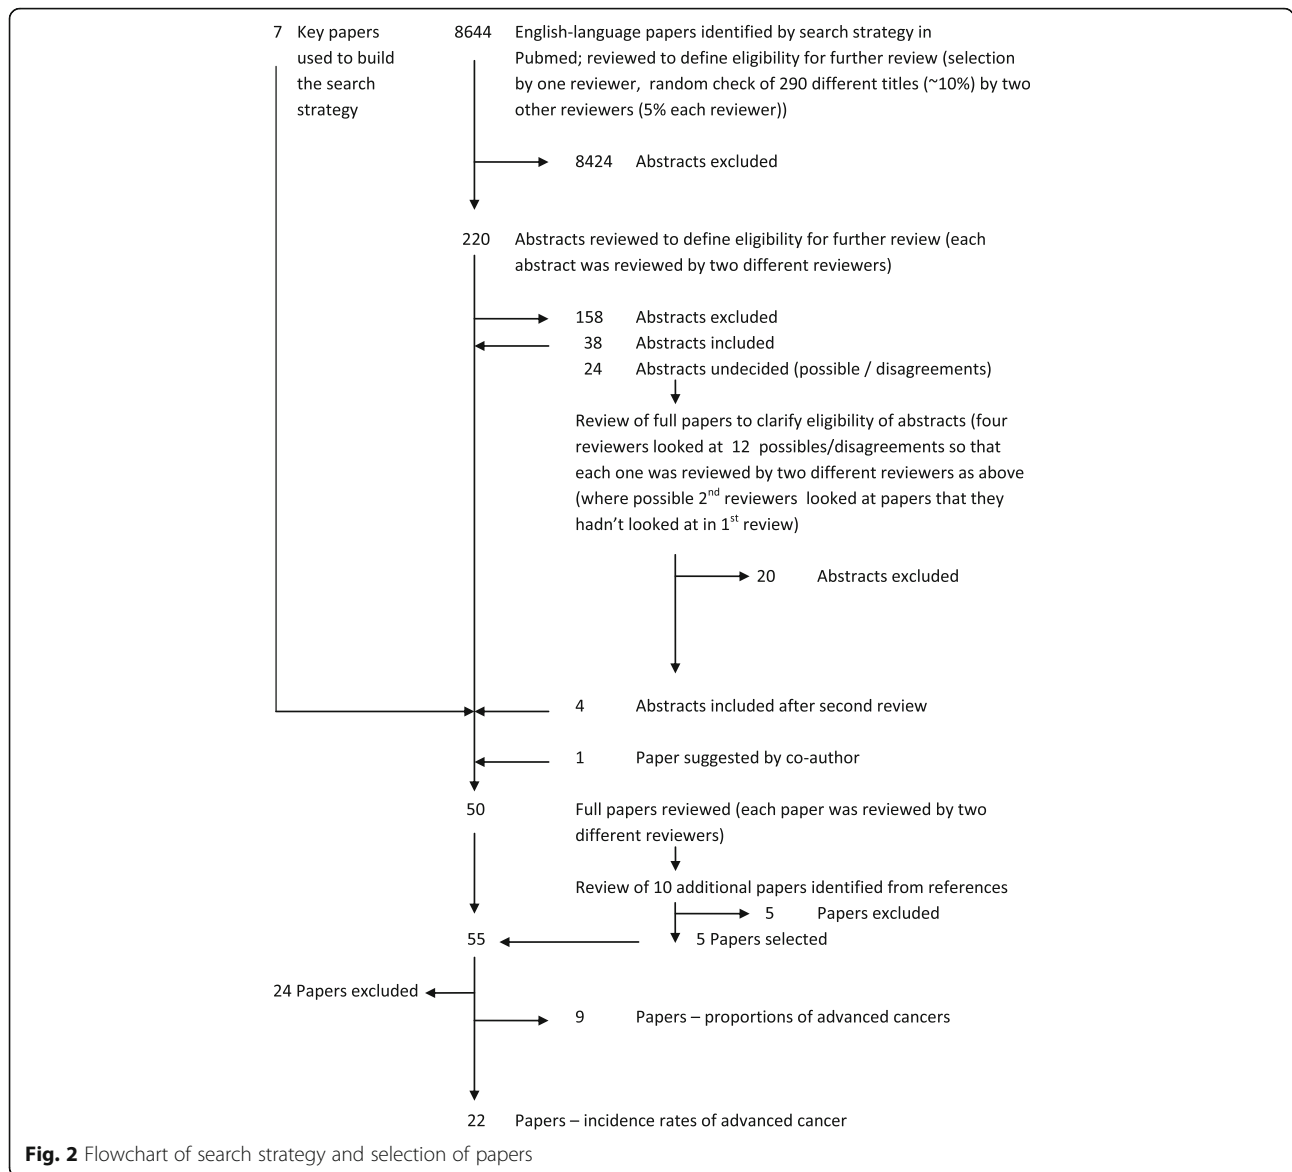 7 Key papers
used to build
the search
strategy
8644 English-language papers identified by search strategy in
Pubmed; reviewed to define eligibility for further review (selection
by one reviewer, random check of 290 different titles (~10%) by two
other reviewers (5% each reviewer))
8424 Abstracts excluded
220 Abstracts reviewed to define eligibility for further review (each
abstract was reviewed by two different reviewers)
158 Abstracts excluded
38 Abstracts included
24 Abstracts undecided (possible / disagreements)
Review of full papers to clarify eligibility of abstracts (four
reviewers looked at 12 possibles/disagreements so that
each one was reviewed by two different reviewers as above
(where possible 2nd reviewers looked at papers that they
hadn't looked at in 1st review)
20 Abstracts excluded
4 Abstracts included after second review
1 Paper suggested by co-author
50 Full papers reviewed (each paper was reviewed by two
different reviewers)
Review of 10 additional papers identified from references
5 Papers excluded
55 5 Papers selected
24 Papers excluded
9 Papers – proportions of advanced cancers
22 Papers – incidence rates of advanced cancer
Fig. 2 Flowchart of search strategy and selection of papers